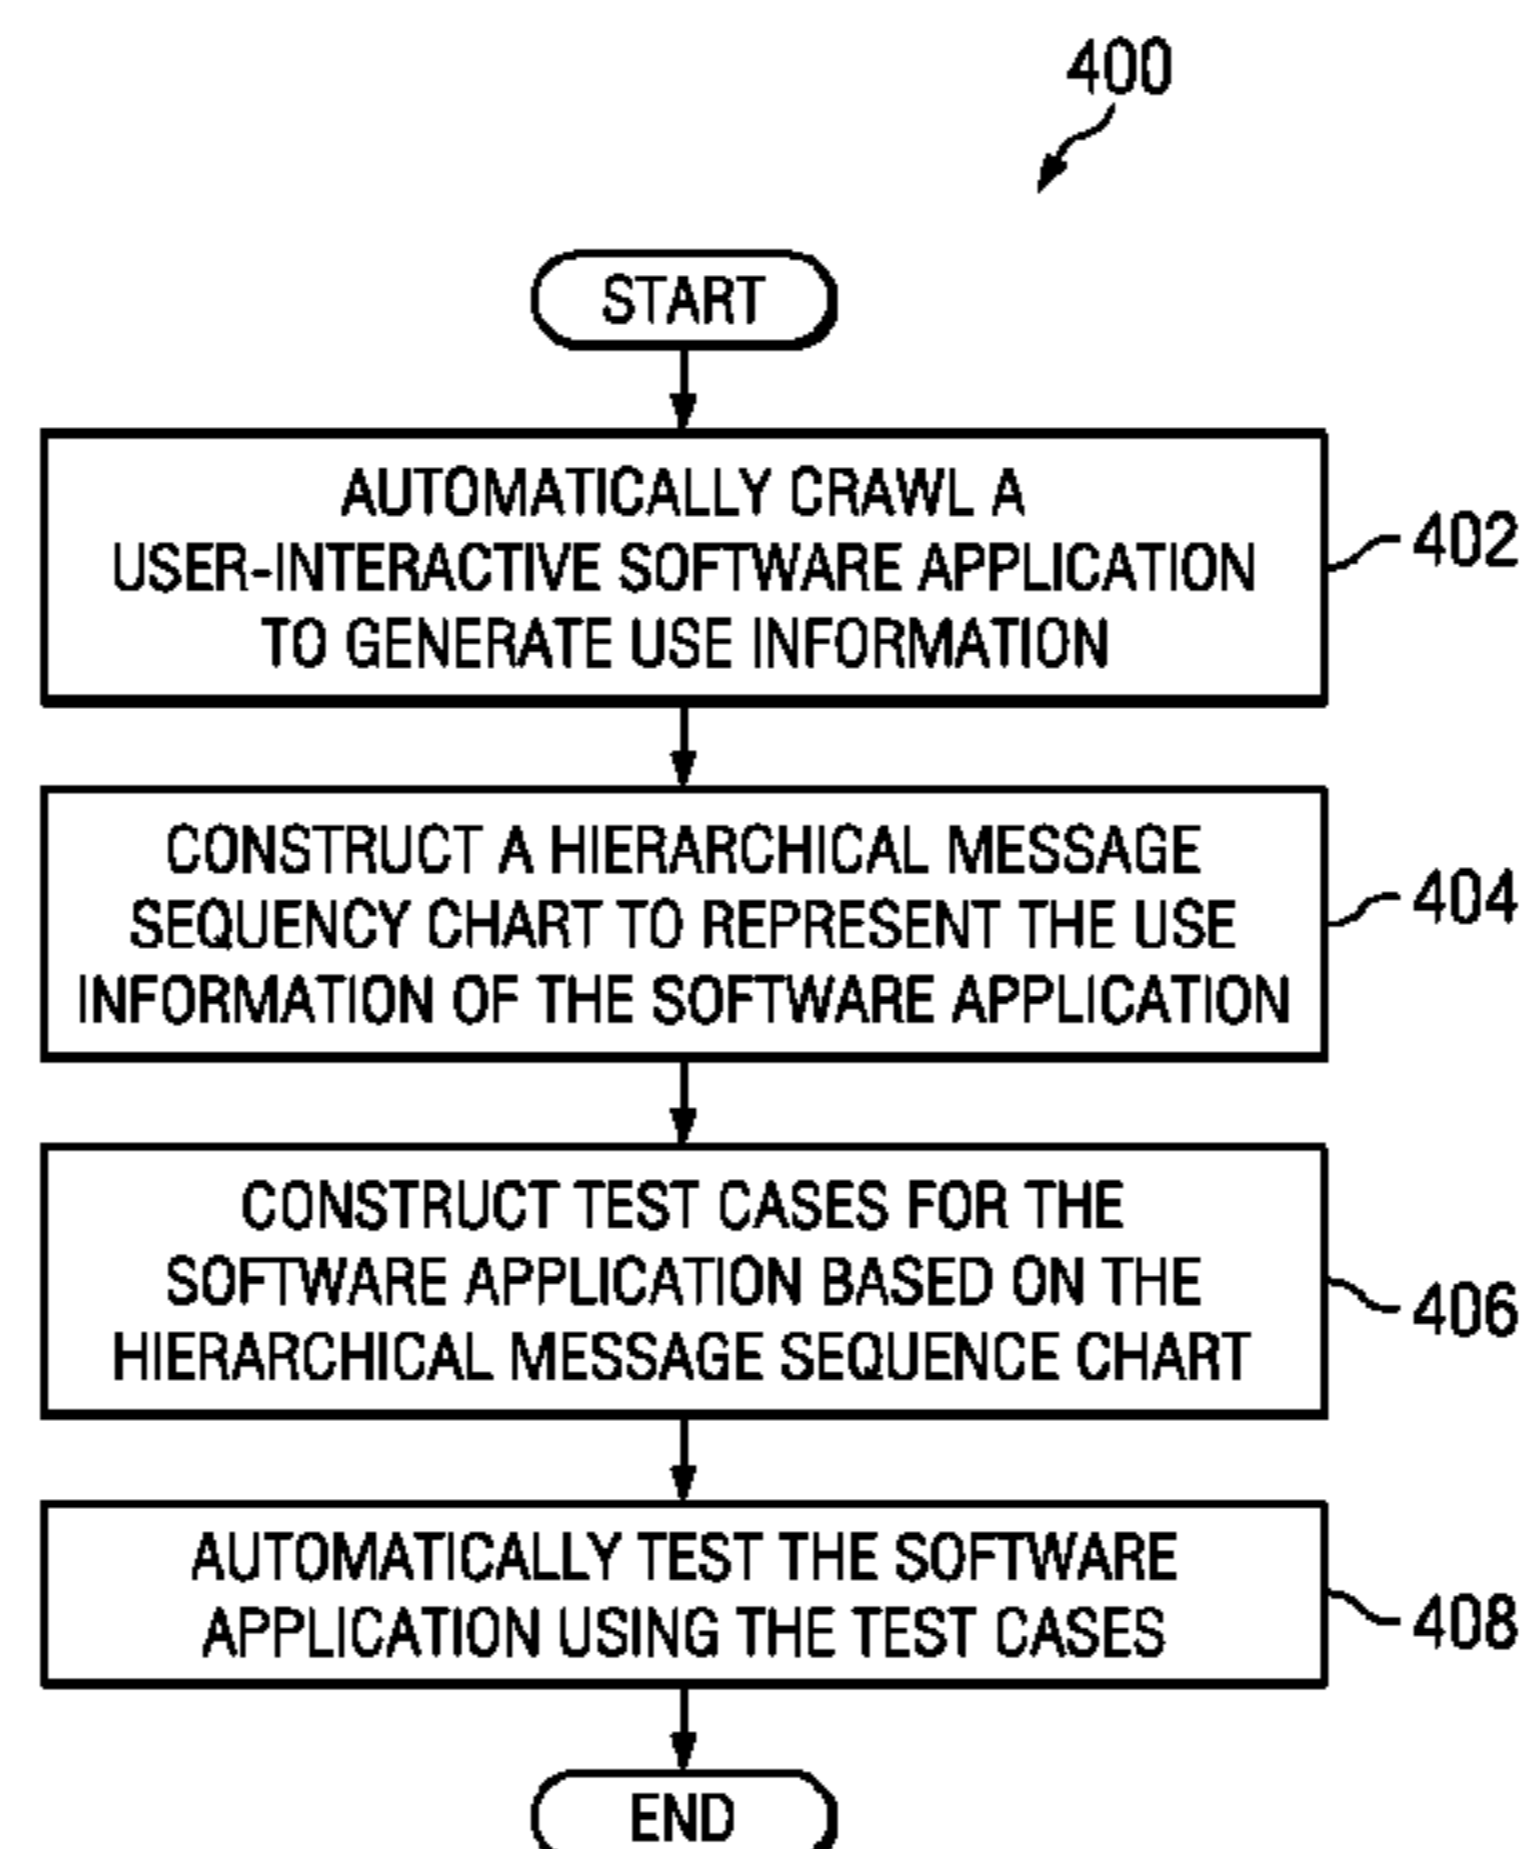 400
START
AUTOMATICALLY CRAWL A
USER-INTERACTIVE SOFTWARE APPLICATION
TO GENERATE USE INFORMATION
402
CONSTRUCT A HIERARCHICAL MESSAGE
SEQUENCY CHART TO REPRESENT THE USE
INFORMATION OF THE SOFTWARE APPLICATION
404
CONSTRUCT TEST CASES FOR THE
SOFTWARE APPLICATION BASED ON THE
HIERARCHICAL MESSAGE SEQUENCE CHART
406
AUTOMATICALLY TEST THE SOFTWARE
APPLICATION USING THE TEST CASES
408
END